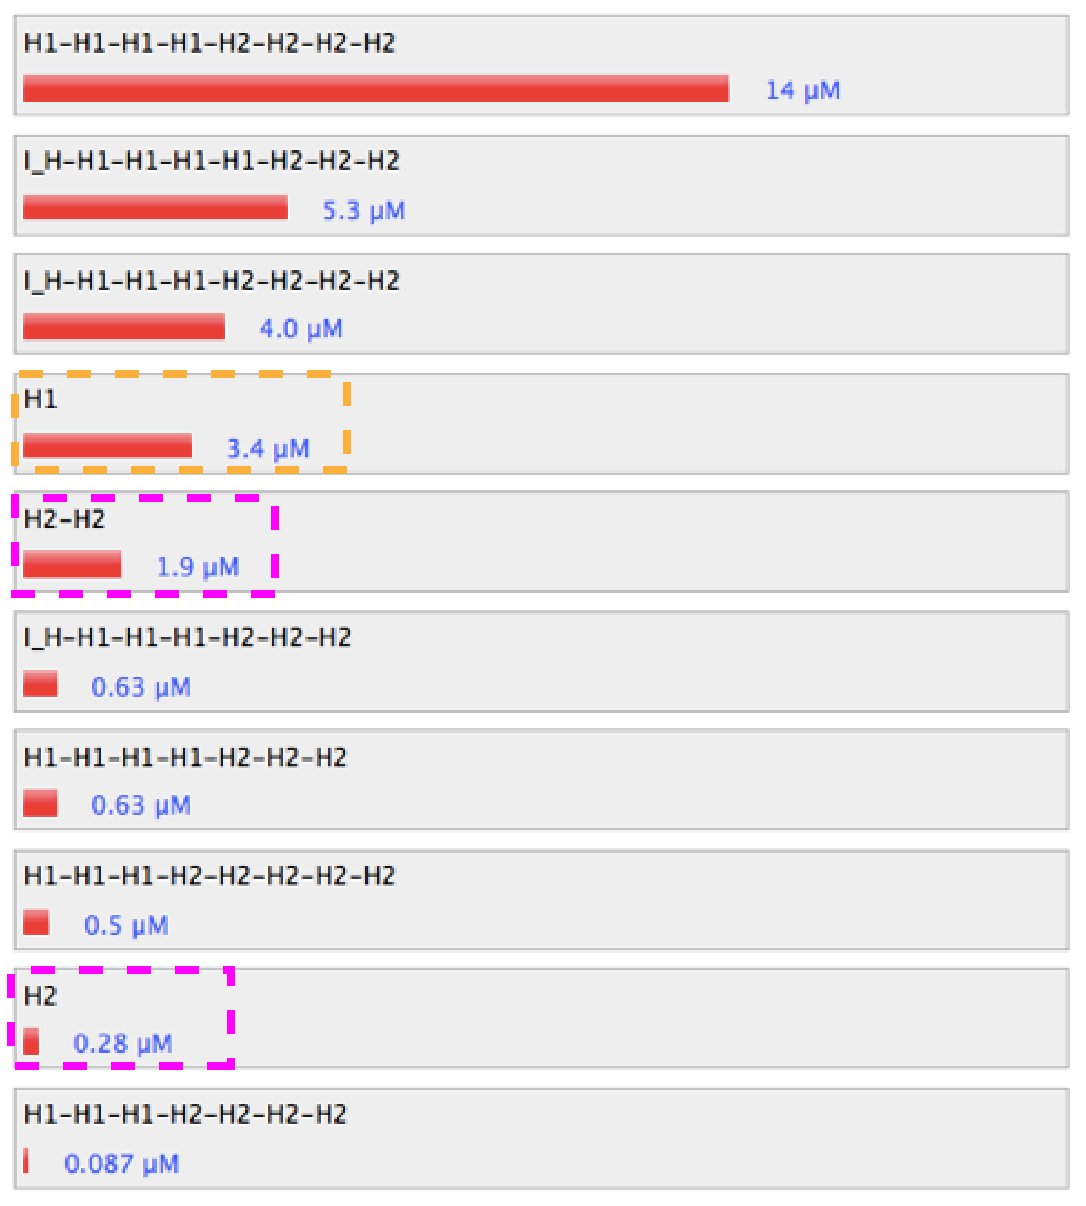 H1-H1-H1-H1-H2-H2-H2-H2
14 μM
I_H-H1-H1-H1-H1-H2-H2-H2
5.3 μM
I_H-H1-H1-H1-H2-H2-H2-H2
4.0 μM
H1
3.4 μM
H2-H2
1.9 μM
I_H-H1-H1-H1-H2-H2-H2
0.63 μM
H1-H1-H1-H1-H2-H2-H2
0.63 μM
H1-H1-H1-H2-H2-H2-H2-H2
0.5 μM
H2
0.28 μM
H1-H1-H1-H2-H2-H2-H2
0.087 μM